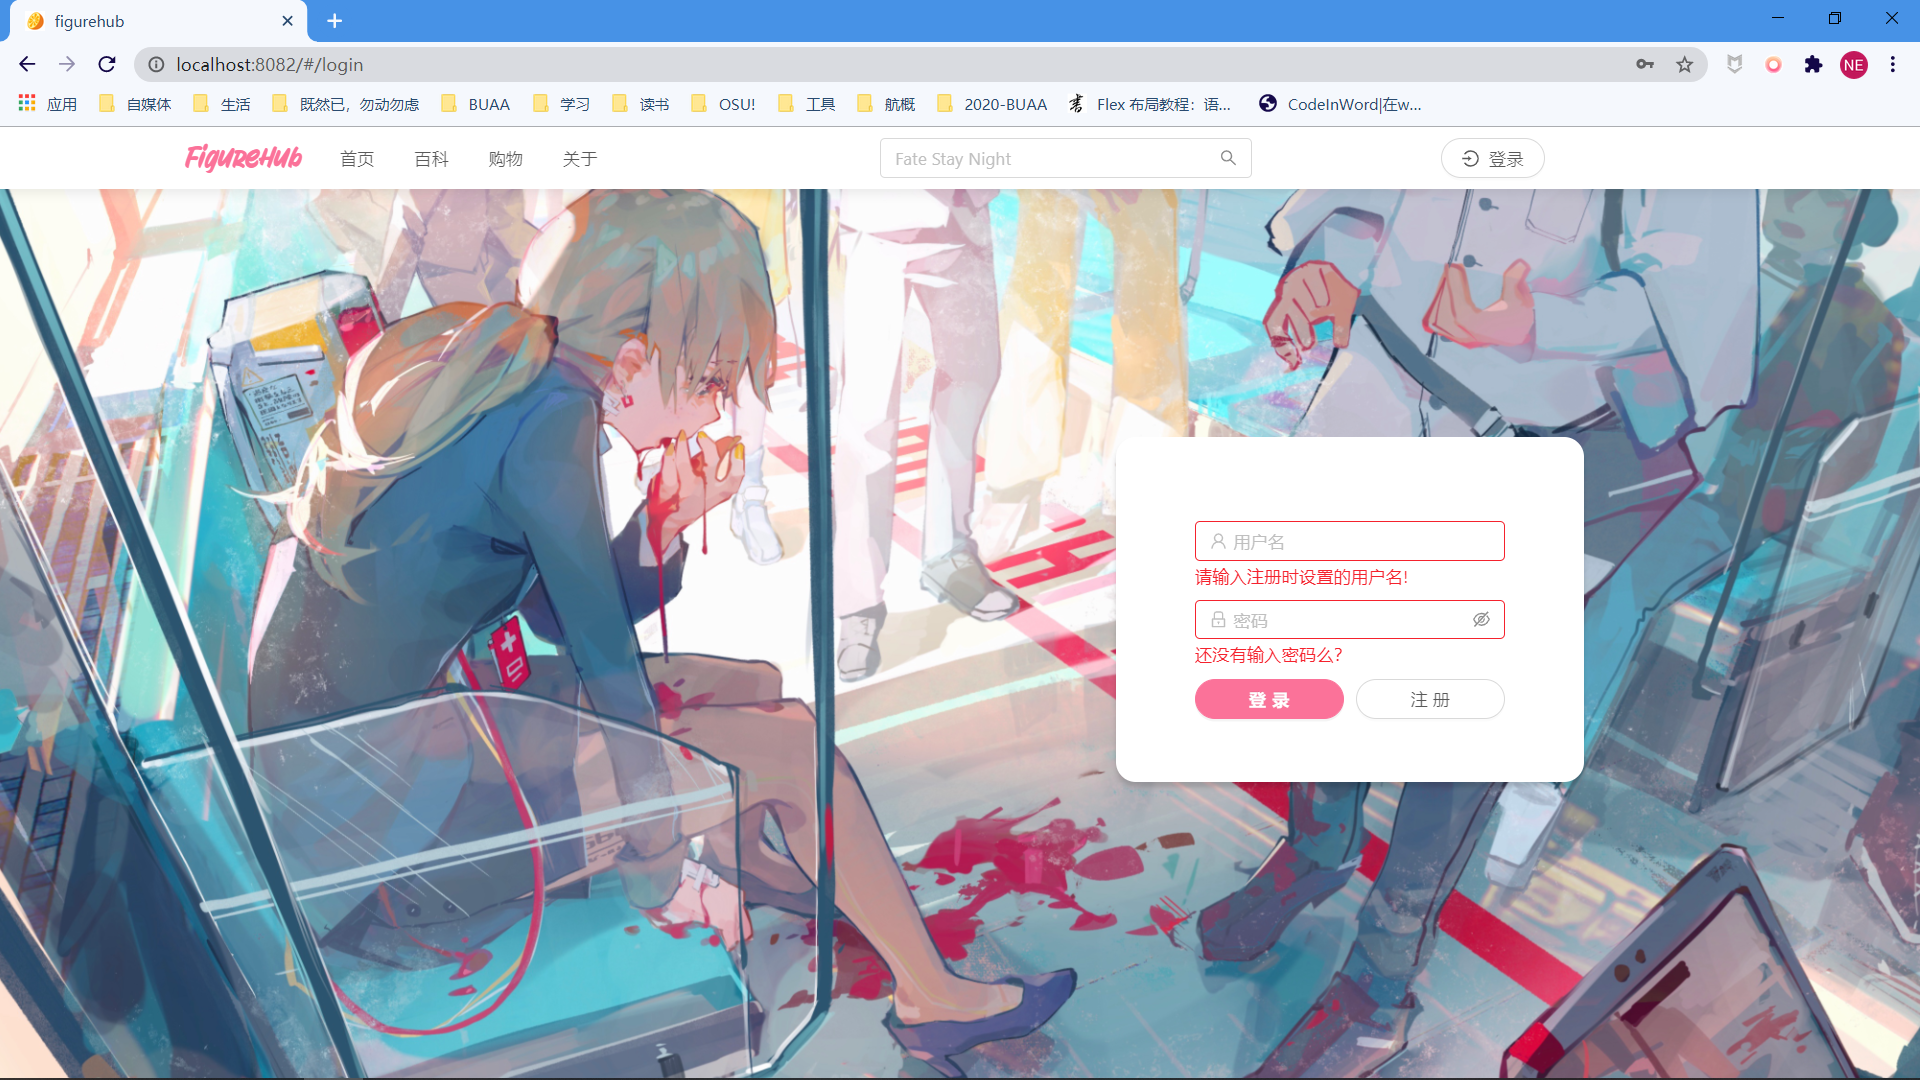 figurehub
localhost:8082/#/login
NE
应用 自媒体 生活 既然已，勿动勿虑 BUAA 学习 读书 OSU! 工具 航概 2020-BUAA Flex 布局教程：语... CodeInWord|在w...
FigureHub 首页 百科 购物 关于 Fate Stay Night 登录
用户名
请输入注册时设置的用户名!
密码
还没有输入密码么?
登 录 注 册